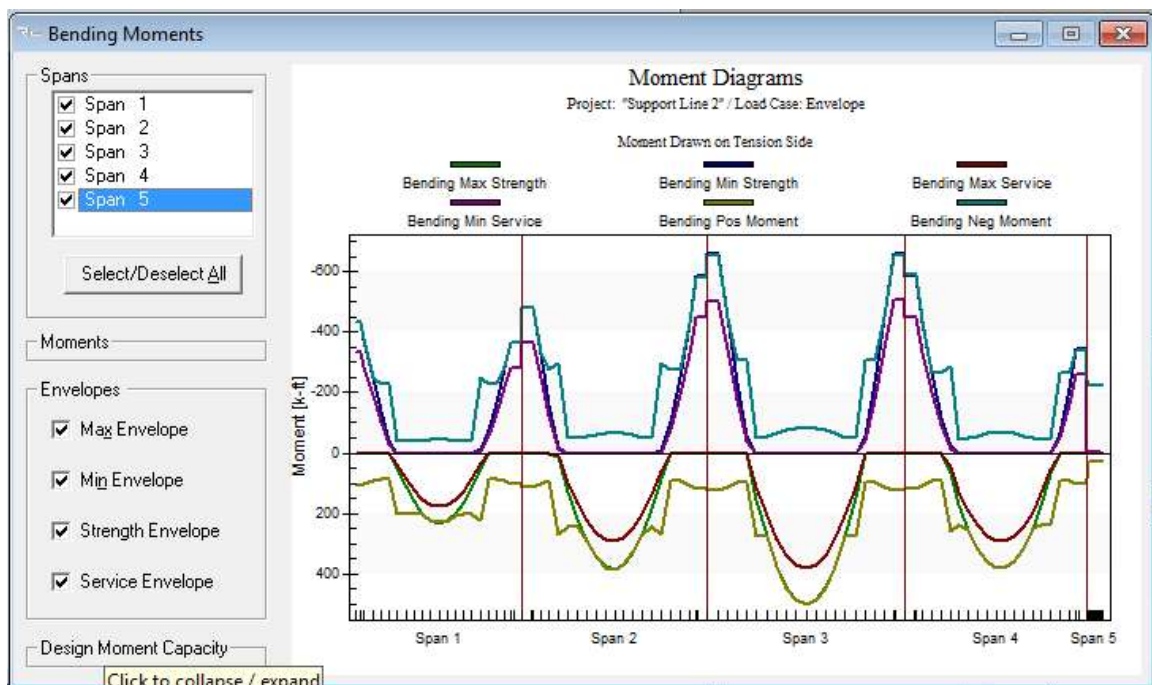 Bending Moments
Spans
Span 1
Span 2
Span 3
Span 4
Span 5
Select/Deselect All
Moments
Envelopes
Max Envelope
Min Envelope
Strength Envelope
Service Envelope
Design Moment Capacity
Click to collapse / expand
Moment Diagrams
Project: "Support Line 2" / Load Case: Envelope
Moment Drawn on Tension Side
Bending Max Strength Bending Min Strength Bending Max Service
Bending Min Service Bending Pos Moment Bending Neg Moment
Moment [k-ft]
-600
-400
-200
0
200
400
Span 1 Span 2 Span 3 Span 4 Span 5